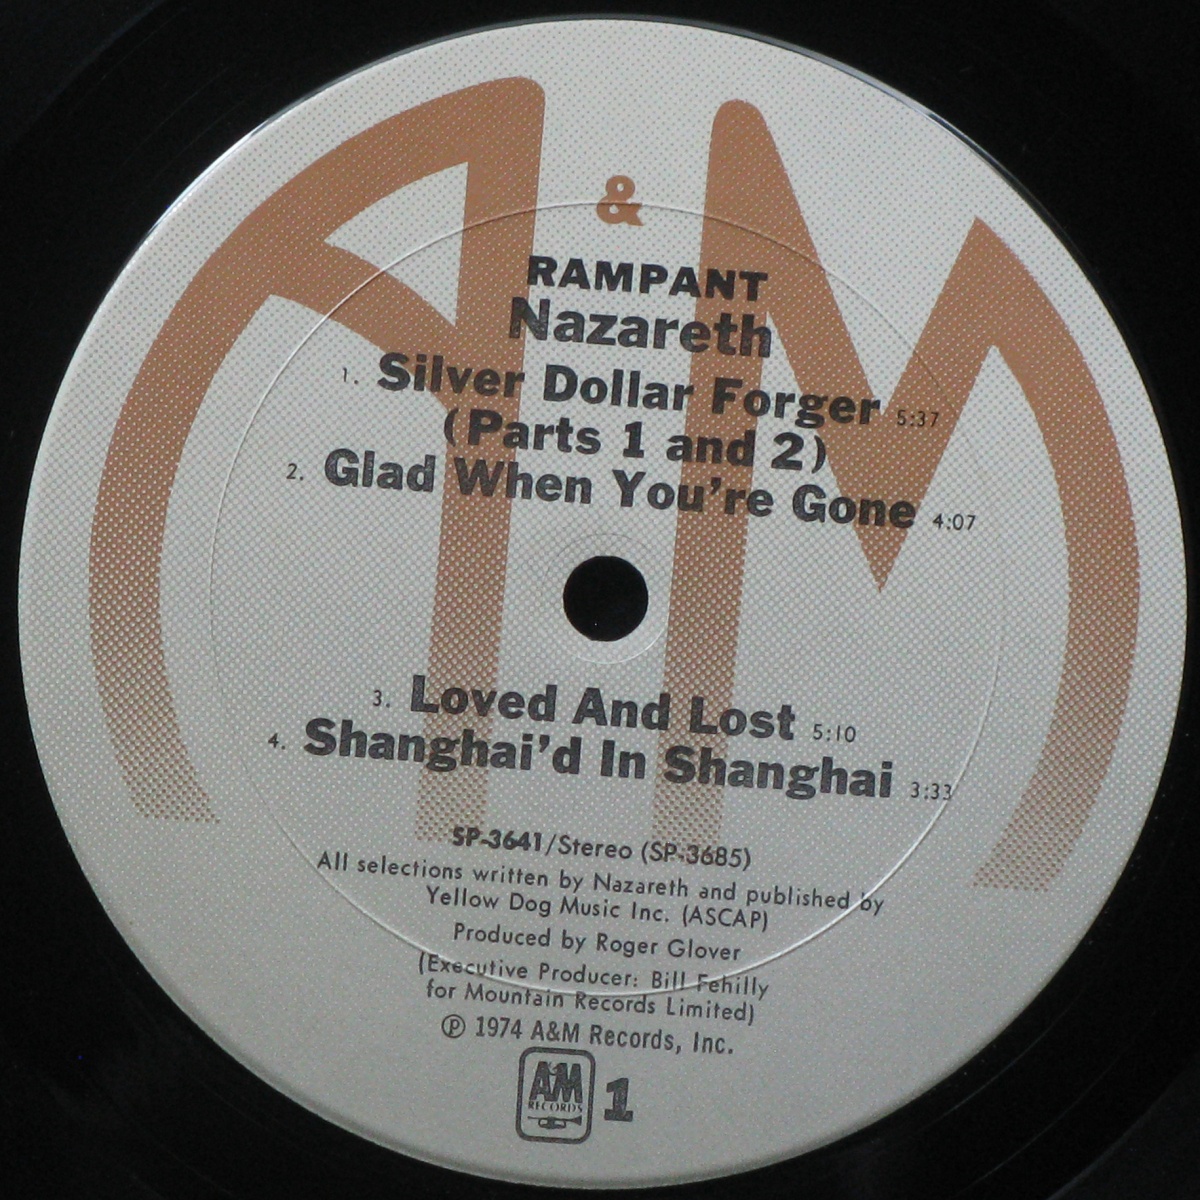 A & M
RAMPANT
Nazareth
1. Silver Dollar Forger 5:37
(Parts 1 and 2)
2. Glad When You're Gone 4:07
3. Loved And Lost 5:10
4. Shanghai'd In Shanghai 3:33
SP-3641/Stereo (SP-3685)
All selections written by Nazareth and published by
Yellow Dog Music Inc. (ASCAP)
Produced by Roger Glover
(Executive Producer: Bill Fehilly
for Mountain Records Limited)
℗ 1974 A&M Records, Inc.
AM
RECORDS
1